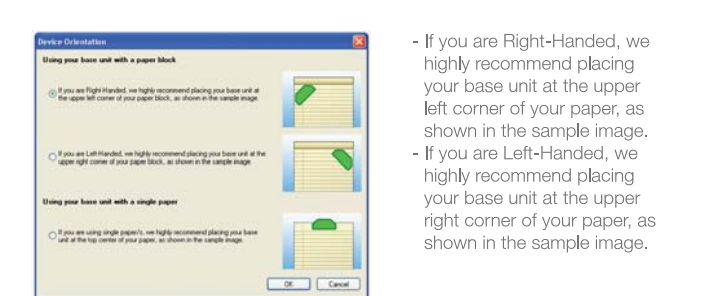 Device Orientation
Using your base unit with a paper block
If you are Right-Handed, we highly recommend placing your base unit at
the upper left corner of your paper block, as shown in the sample image.
If you are Left-Handed, we highly recommend placing your base unit at the
upper right corner of your paper block, as shown in the sample image.
Using your base unit with a single paper
If you are using single paper/s, we highly recommend placing your base
unit at the top center of your paper, as shown in the sample image.
OK Cancel
- If you are Right-Handed, we
highly recommend placing
your base unit at the upper
left corner of your paper, as
shown in the sample image.
- If you are Left-Handed, we
highly recommend placing
your base unit at the upper
right corner of your paper, as
shown in the sample image.